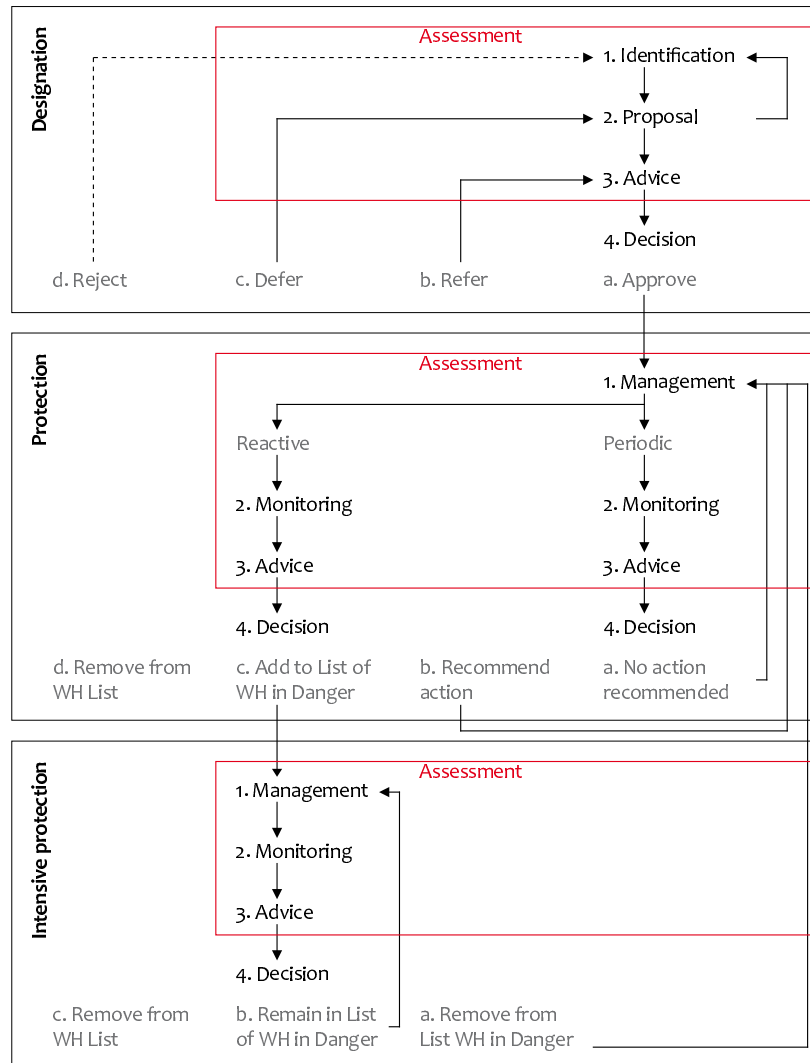 Designation
Assessment
1. Identification
2. Proposal
3. Advice
4. Decision
d. Reject
c. Defer
b. Refer
a. Approve
Protection
Assessment
1. Management
Reactive
Periodic
2. Monitoring
2. Monitoring
3. Advice
3. Advice
4. Decision
4. Decision
d. Remove from
WH List
c. Add to List of
WH in Danger
b. Recommend
action
a. No action
recommended
Intensive protection
Assessment
1. Management
2. Monitoring
3. Advice
4. Decision
c. Remove from
WH List
b. Remain in List
of WH in Danger
a. Remove from
List WH in Danger